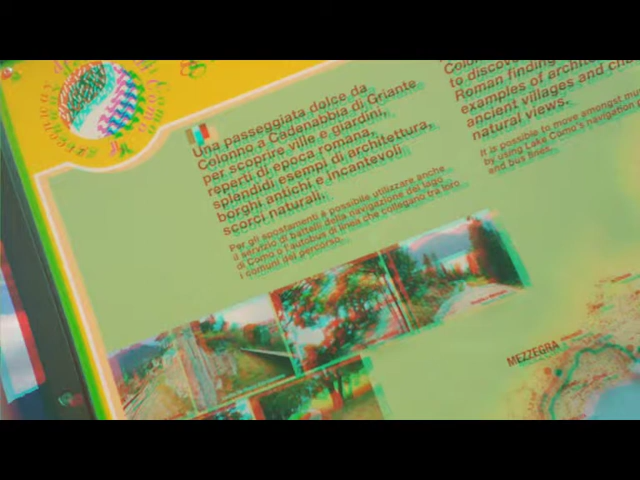 Una passeggiata dolce da
Colonno a Cadenabbia di Griante
per scoprire ville e giardini,
reperti di epoca romana,
splendidi esempi di architettura,
borghi antichi e incantevoli
scorci naturali.
Per gli spostamenti è possibile utilizzare anche
il servizio di battelli della navigazione del lago
di Como o l'autobus di linea che collegano tra loro
i comuni del percorso.
to discover
Roman finding
examples of archit
ancient villages and cha
natural views.
It is possible to move amongst mu
by using Lake Como's navigation
and bus lines.
MEZZEGRA